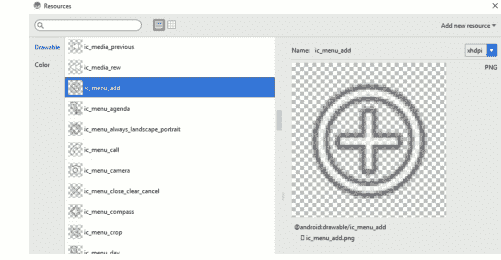 Resources
Add new resource
Drawable
Color
ic_media_previous
ic_media_rew
ic_menu_add
ic_menu_agenda
ic_menu_always_landscape_portrait
ic_menu_call
ic_menu_camera
ic_menu_close_clear_cancel
ic_menu_compass
ic_menu_crop
ic_menu_day
Name: ic_menu_add
xhdpi
PNG
@android:drawable/ic_menu_add
ic_menu_add.png